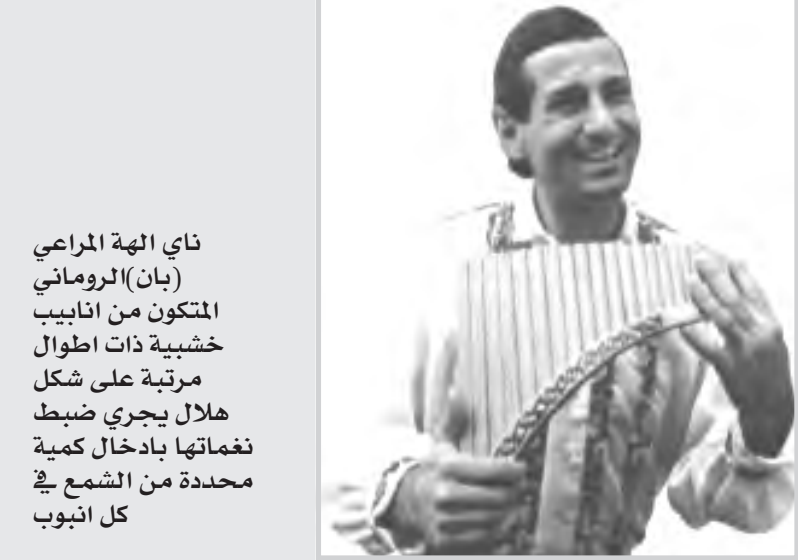 ناي الهة المراعي
(بان)الروماني
المتكون من انابيب
خشبية ذات اطوال
مرتبة على شكل
هلال يجري ضبط
نغماتها بادخال كمية
محددة من الشمع في
كل انبوب